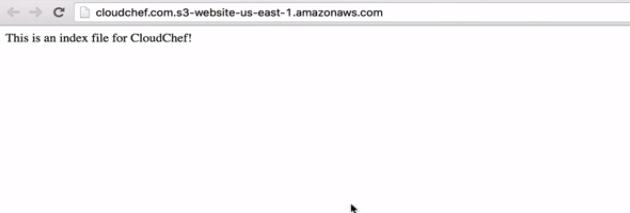 cloudchef.com.s3-website-us-east-1.amazonaws.com
This is an index file for CloudChef!